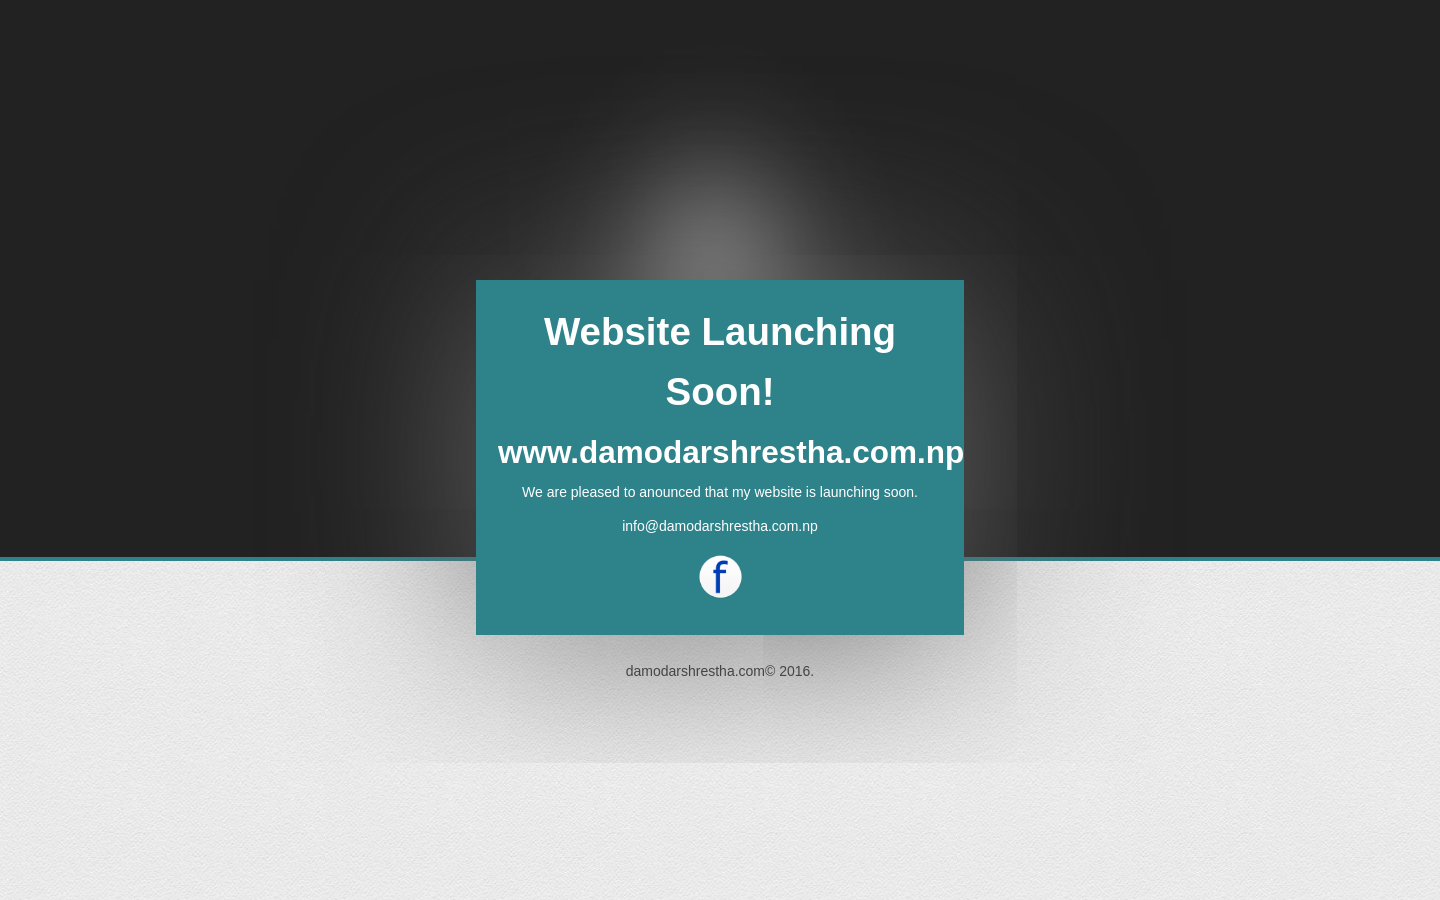 Website Launching
Soon!
www.damodarshrestha.com.np
We are pleased to anounced that my website is launching soon.
info@damodarshrestha.com.np
f
damodarshrestha.com© 2016.